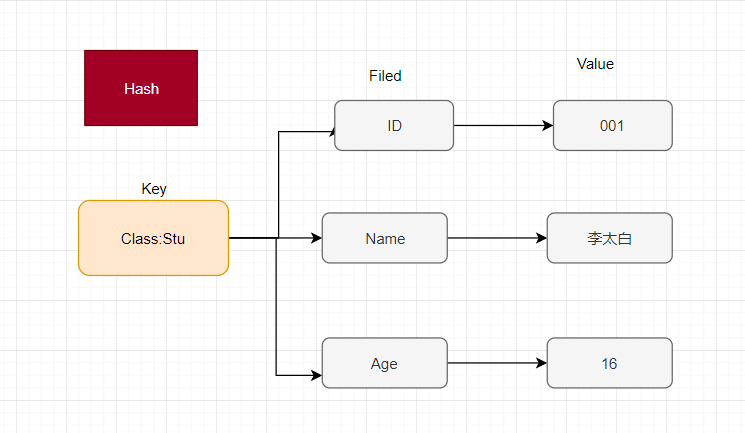 Hash
Filed
Value
ID
001
Key
Class:Stu
Name
李太白
Age
16